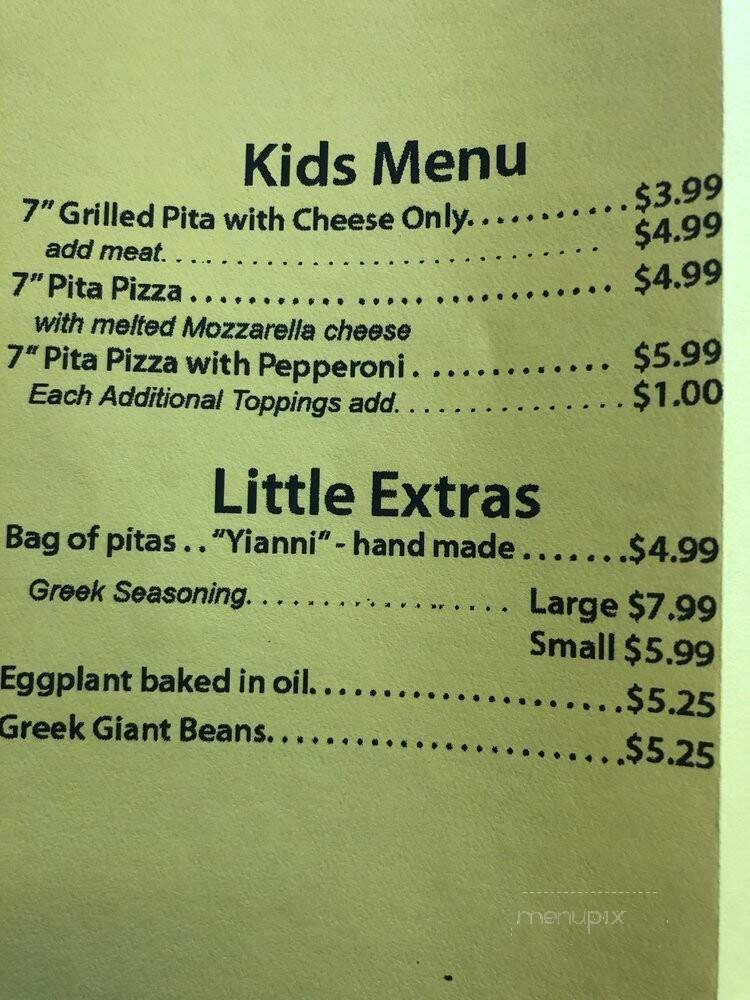 Kids Menu
7” Grilled Pita with Cheese Only............$3.99
add meat.................................. $4.99
7” Pita Pizza............ ..... ............. $4.99
with melted Mozzarella cheese
7” Pita Pizza with Pepperoni............. $5.99
Each Additional Toppings add................$1.00
Little Extras
Bag of pitas .. “Yianni” - hand made.......$4.99
Greek Seasoning.................... Large $7.99
Small $5.99
Eggplant baked in oil......................$5.25
Greek Giant Beans.........................$5.25
menupix